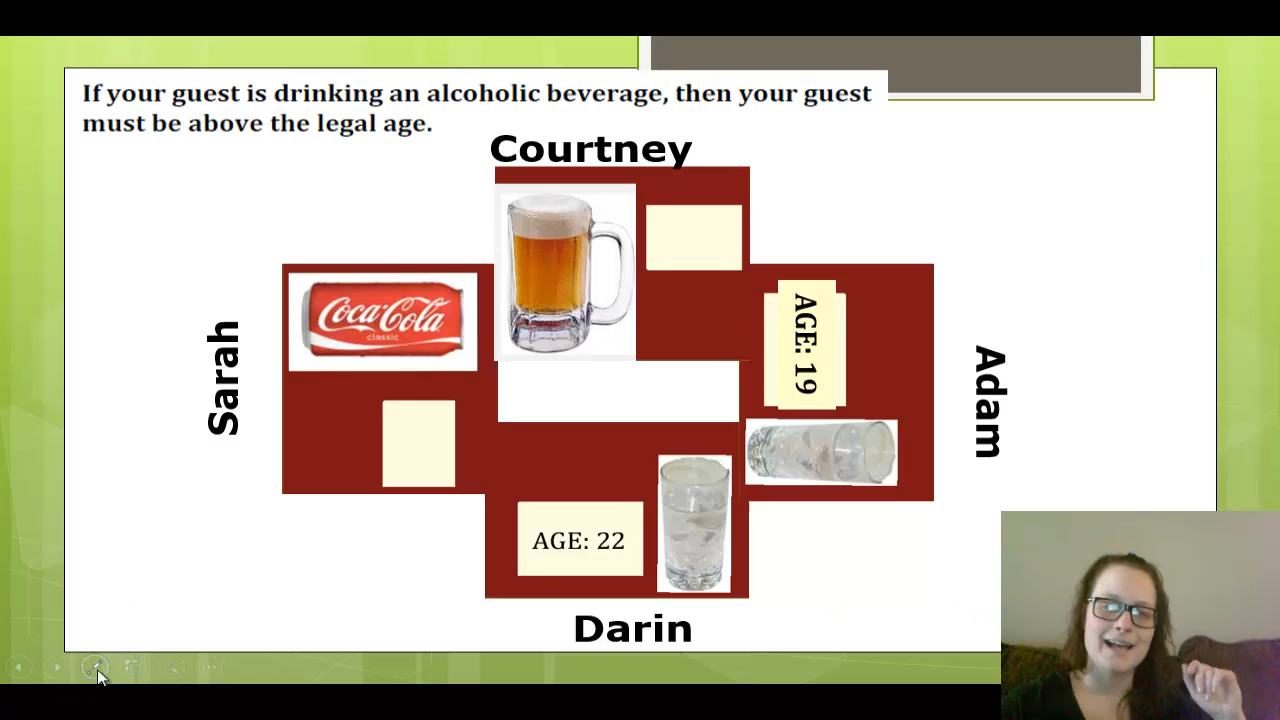 If your guest is drinking an alcoholic beverage, then your guest
must be above the legal age.
Courtney
Coca-Cola
classic
Sarah
AGE: 19
Adam
AGE: 22
Darin